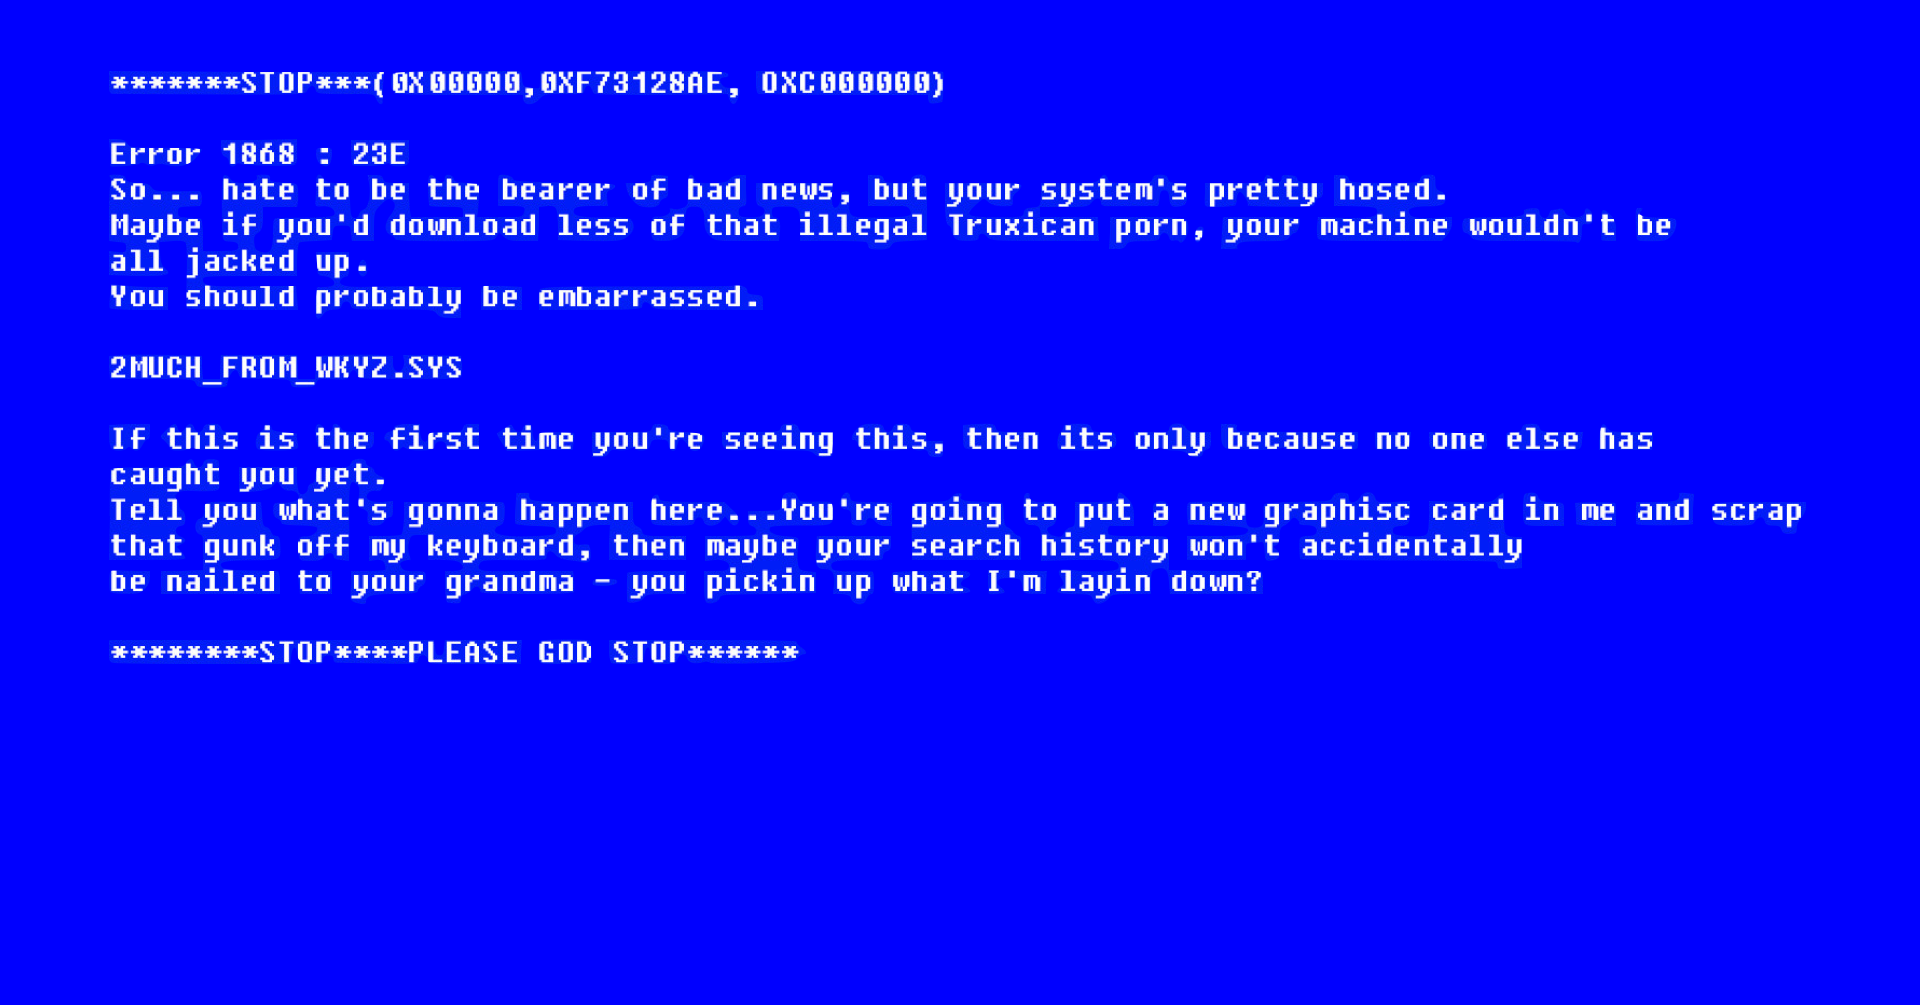 *******STOP***(0X00000,0XF73128AE, OXC000000)
Error 1868 : 23E
So... hate to be the bearer of bad news, but your system's pretty hosed.
Maybe if you'd download less of that illegal Truxican porn, your machine wouldn't be
all jacked up.
You should probably be embarrassed.
2MUCH_FROM_WKYZ.SYS
If this is the first time you're seeing this, then its only because no one else has
caught you yet.
Tell you what's gonna happen here...You're going to put a new graphisc card in me and scrap
that gunk off my keyboard, then maybe your search history won't accidentally
be nailed to your grandma - you pickin up what I'm layin down?
********STOP****PLEASE GOD STOP******